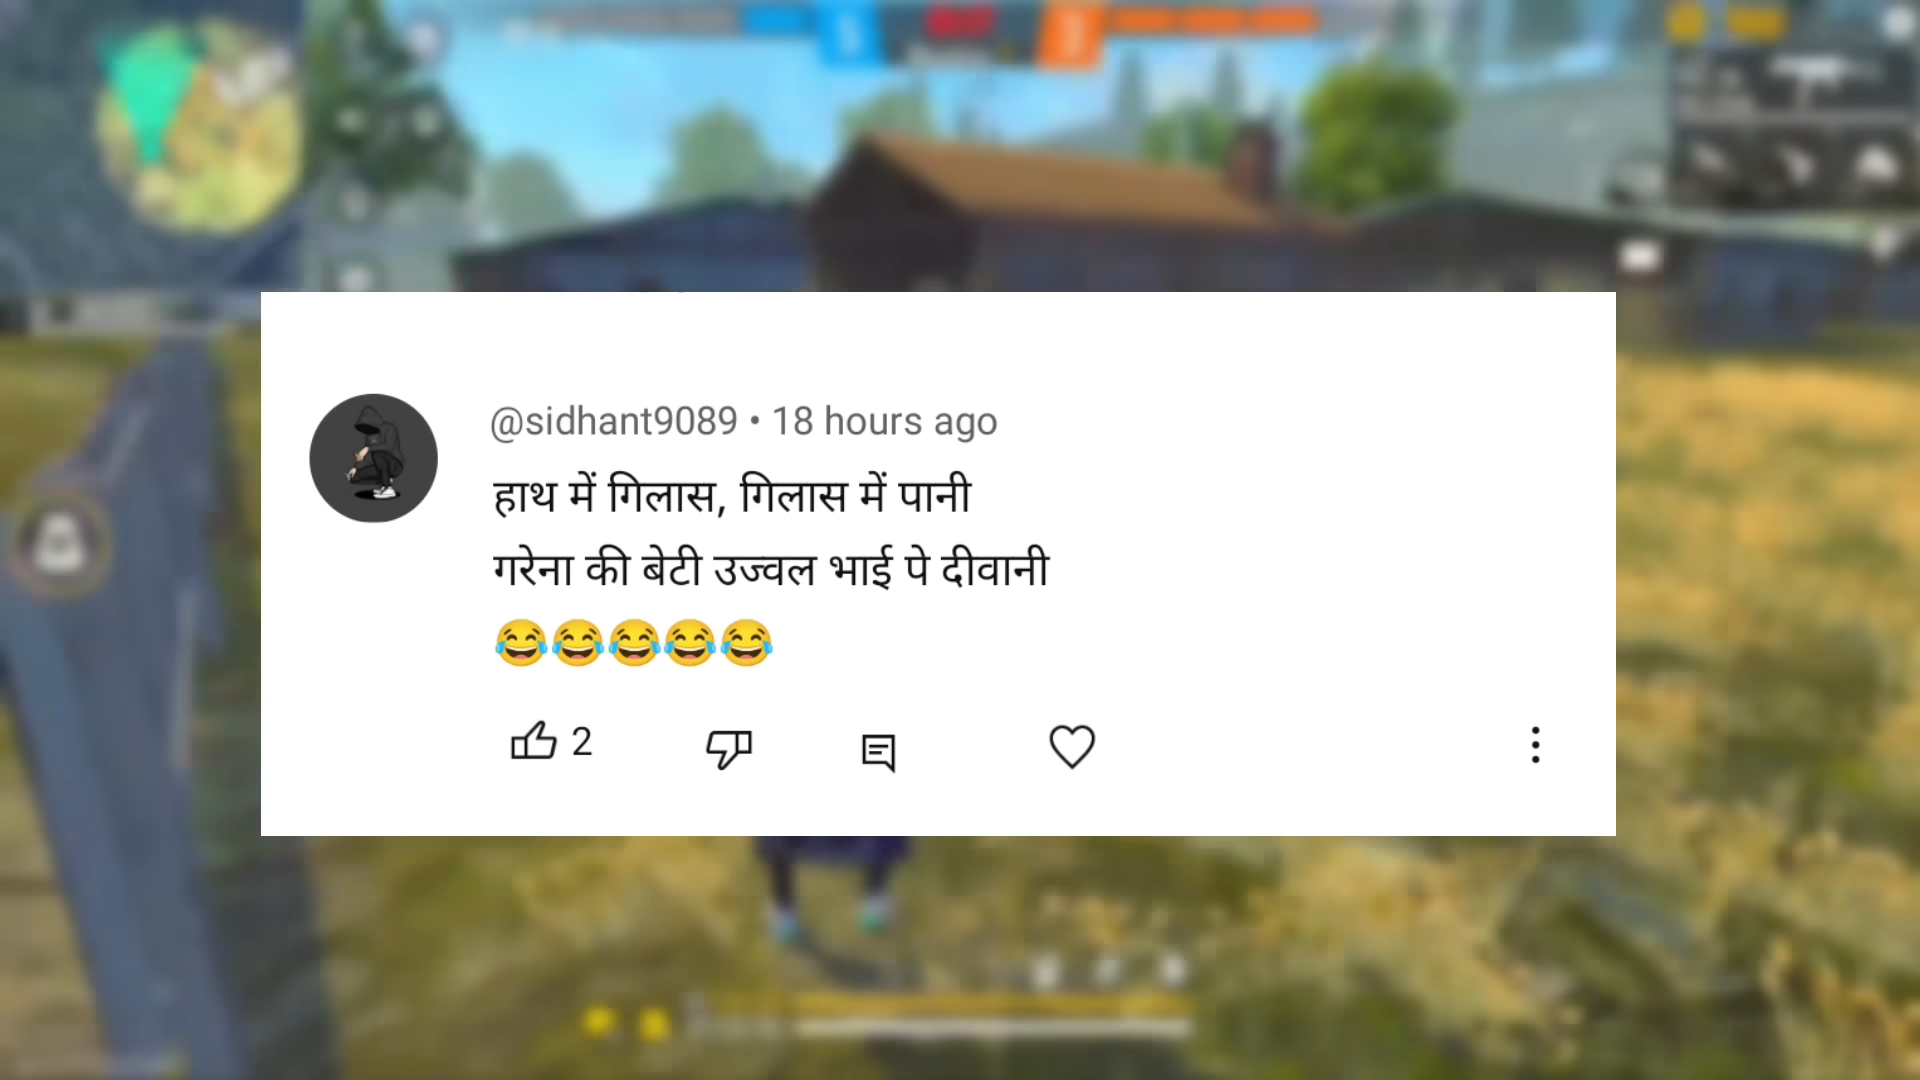 @sidhant9089 • 18 hours ago
हाथ में गिलास, गिलास में पानी
गरेना की बेटी उज्वल भाई पे दीवानी
😂😂😂😂😂
2